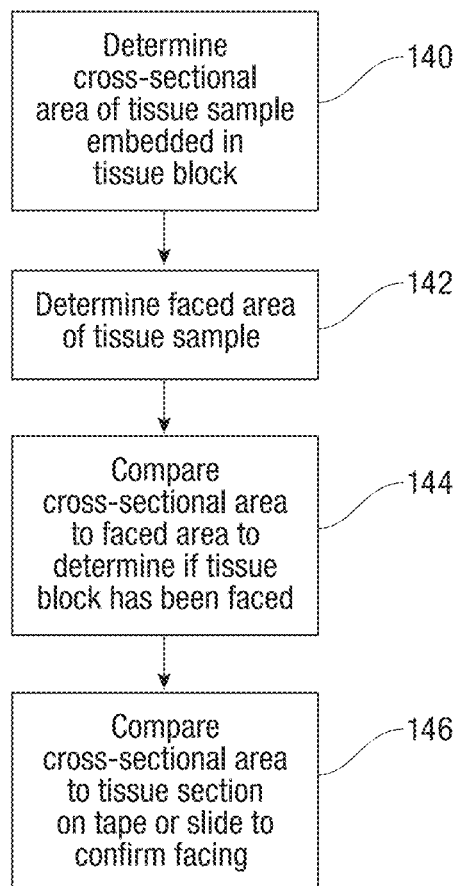 Determine
cross-sectional
area of tissue sample
embedded in
tissue block
140
Determine faced area
of tissue sample
142
Compare
cross-sectional area
to faced area to
determine if tissue
block has been faced
144
Compare
cross-sectional area
to tissue section
on tape or slide to
confirm facing
146